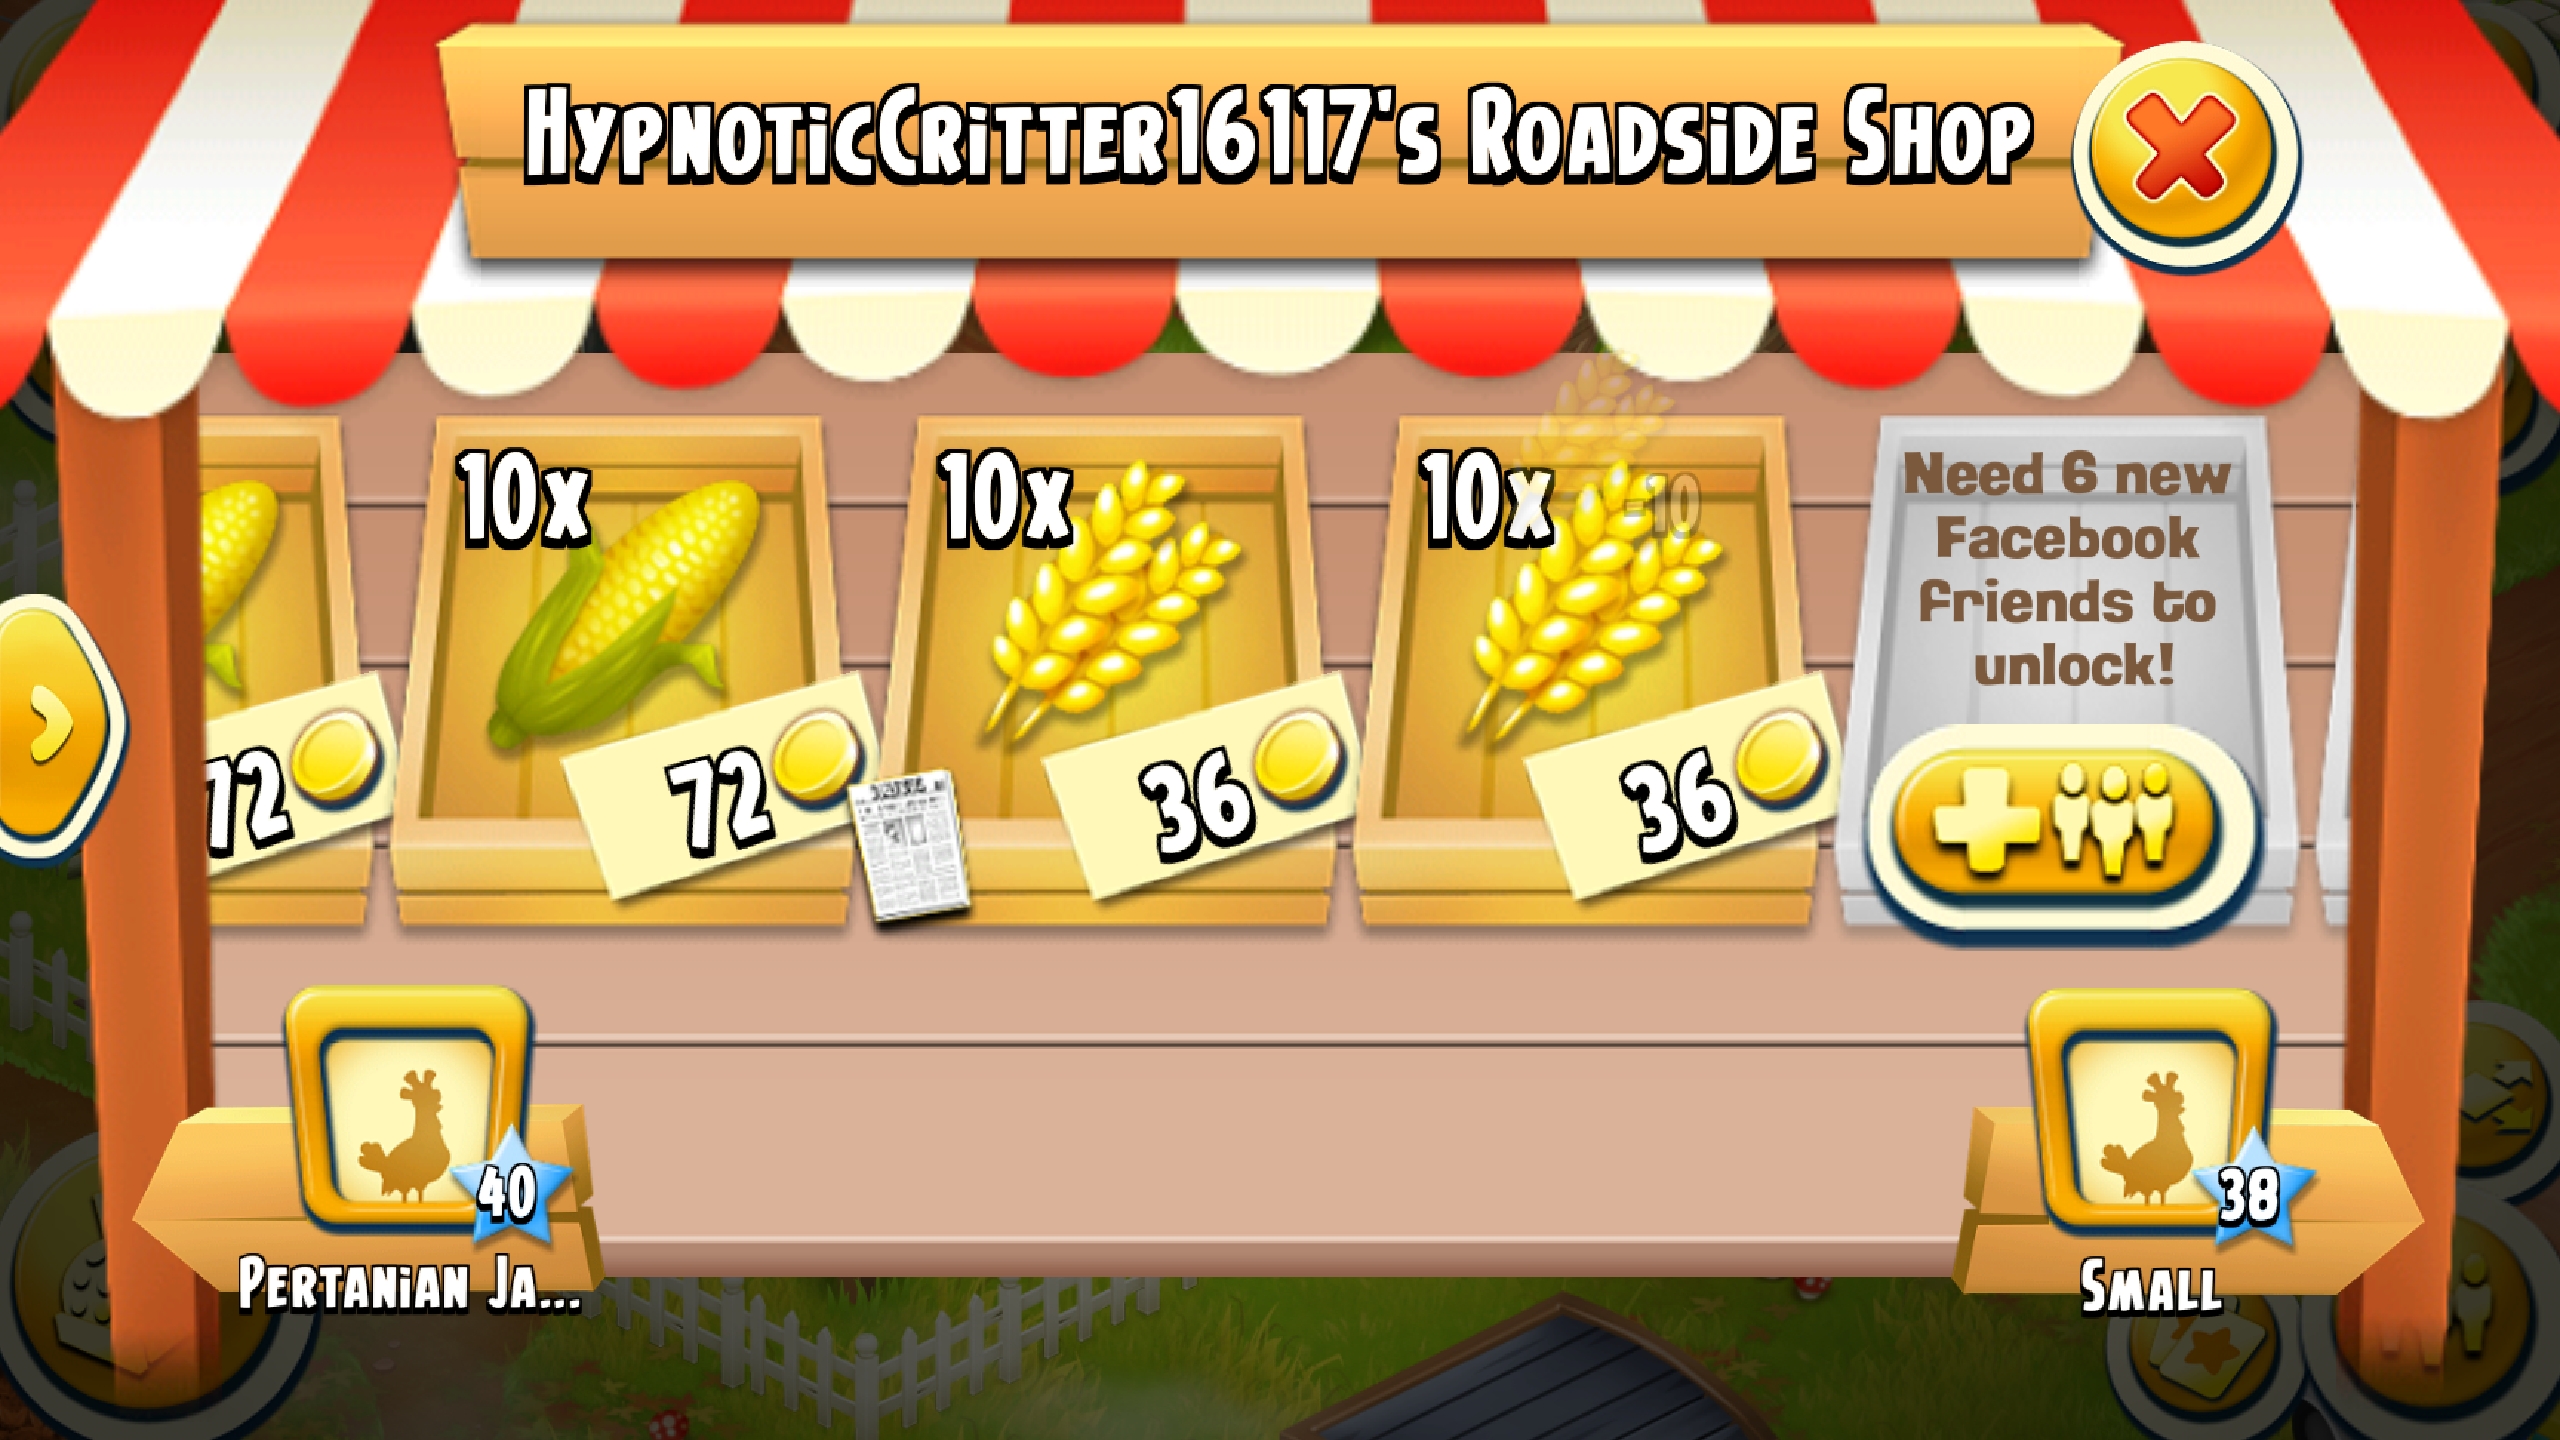 HypnoticCritter16117's Roadside Shop
10x
10x
10x
-10
Need 6 new
Facebook
friends to
unlock!
72
72
36
36
40
38
Pertanian Ja...
Small